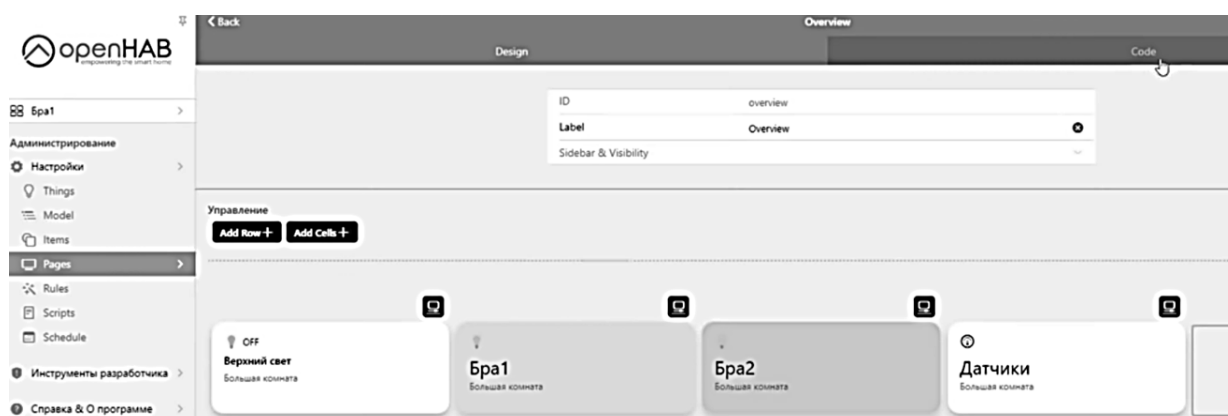 openHAB
empowering the smart home
Бра1
Администрирование
Настройки
Things
Model
Items
Pages
Rules
Scripts
Schedule
Инструменты разработчика
Справка & О программе
Back
Overview
Design
Code
ID overview
Label Overview
Sidebar & Visibility
Управление
Add Row+ Add Cells+
OFF
Верхний свет
Большая комната
Бра1
Большая комната
Бра2
Большая комната
Датчики
Большая комната